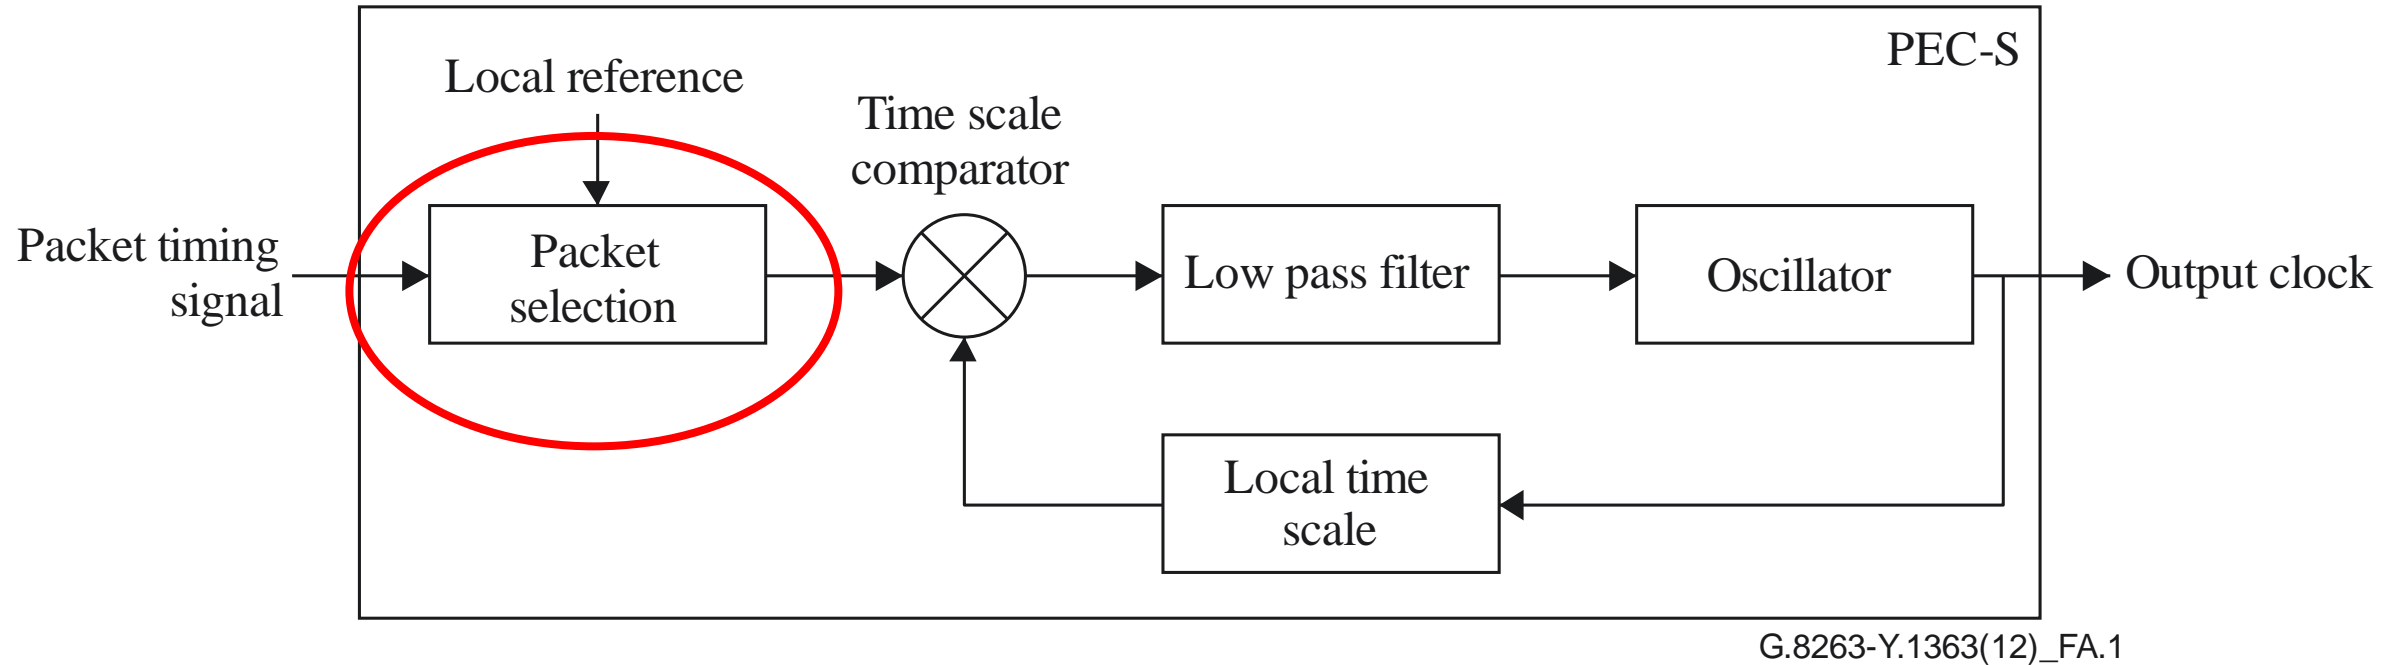 PEC-S
Local reference
Time scale
comparator
Packet timing
signal
Packet
selection
Low pass filter
Oscillator
Output clock
Local time
scale
G.8263-Y.1363(12)_FA.1